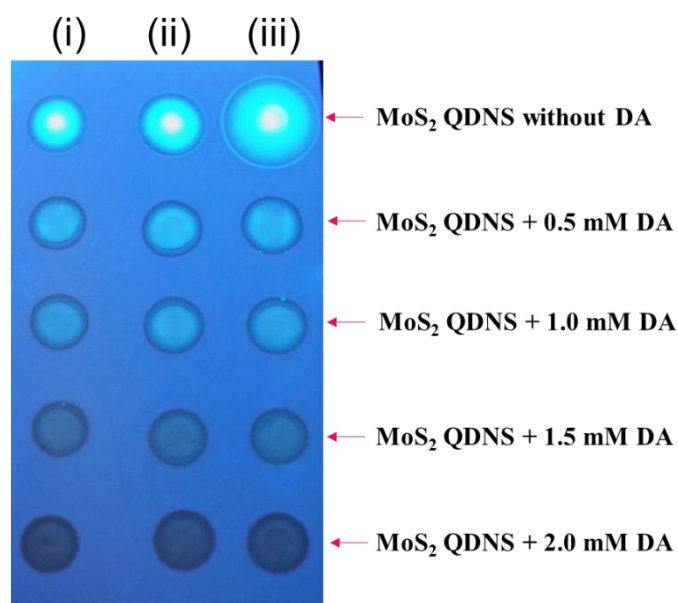 (i) (ii) (iii)
MoS₂ QDNS without DA
MoS₂ QDNS + 0.5 mM DA
MoS₂ QDNS + 1.0 mM DA
MoS₂ QDNS + 1.5 mM DA
MoS₂ QDNS + 2.0 mM DA